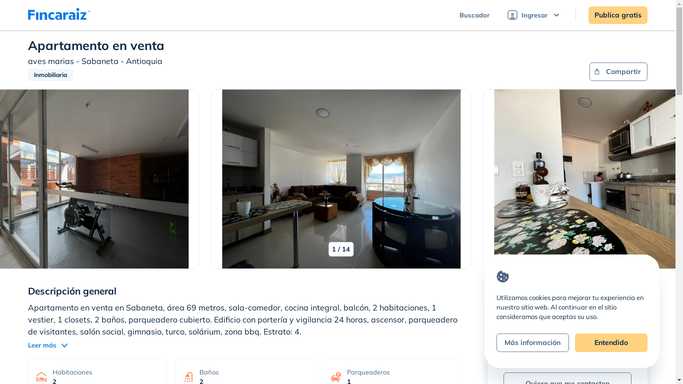 Fincaraiz
Buscador
Ingresar
Publica gratis
Apartamento en venta
aves marias - Sabaneta - Antioquia
Inmobiliaria
Compartir
1 / 14
Descripción general
Apartamento en venta en Sabaneta, área 69 metros, sala-comedor, cocina integral, balcón, 2 habitaciones, 1
vestier, 1 closets, 2 baños, parqueadero cubierto. Edificio con portería y vigilancia 24 horas, ascensor, parqueadero
de visitantes, salón social, gimnasio, turco, solárium, zona bbq. Estrato: 4.
Leer más
Habitaciones
2
Baños
2
Parqueaderos
1
Utilizamos cookies para mejorar tu experiencia en
nuestro sitio web. Al continuar en el sitio
consideramos que aceptas su uso.
Más información
Entendido
Quiero que me contacten